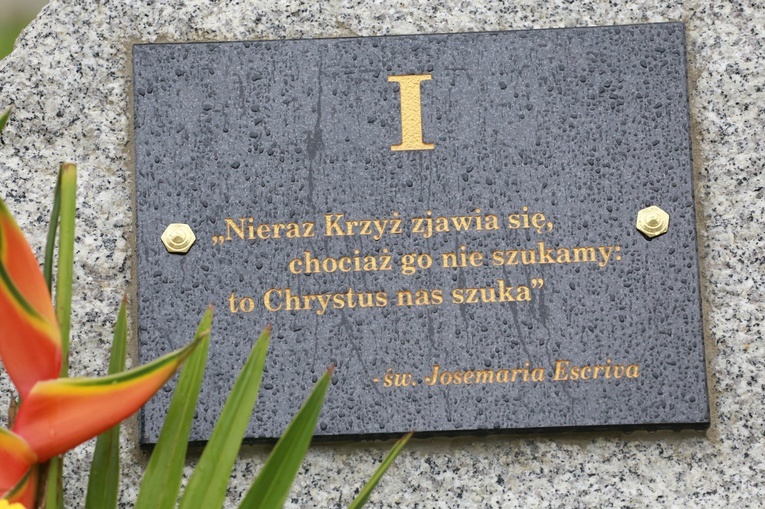 I
„Nieraz Krzyż zjawia się,
chociaż go nie szukamy:
to Chrystus nas szuka”
-św. Josemaria Escriva